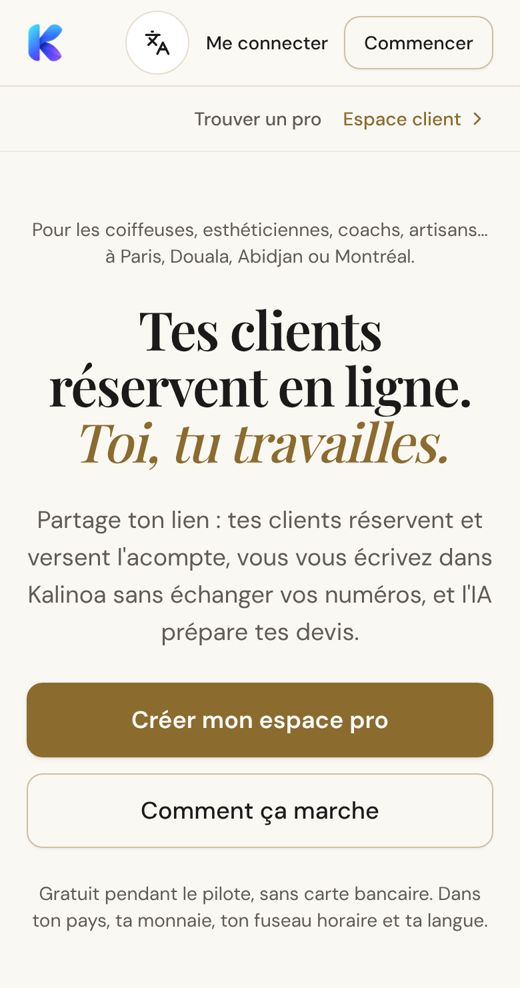 Me connecter
Commencer
Trouver un pro
Espace client
Pour les coiffeuses, esthéticiennes, coachs, artisans…
à Paris, Douala, Abidjan ou Montréal.
Tes clients
réservent en ligne.
Toi, tu travailles.
Partage ton lien : tes clients réservent et
versent l'acompte, vous vous écrivez dans
Kalinoa sans échanger vos numéros, et l'IA
prépare tes devis.
Créer mon espace pro
Comment ça marche
Gratuit pendant le pilote, sans carte bancaire. Dans
ton pays, ta monnaie, ton fuseau horaire et ta langue.